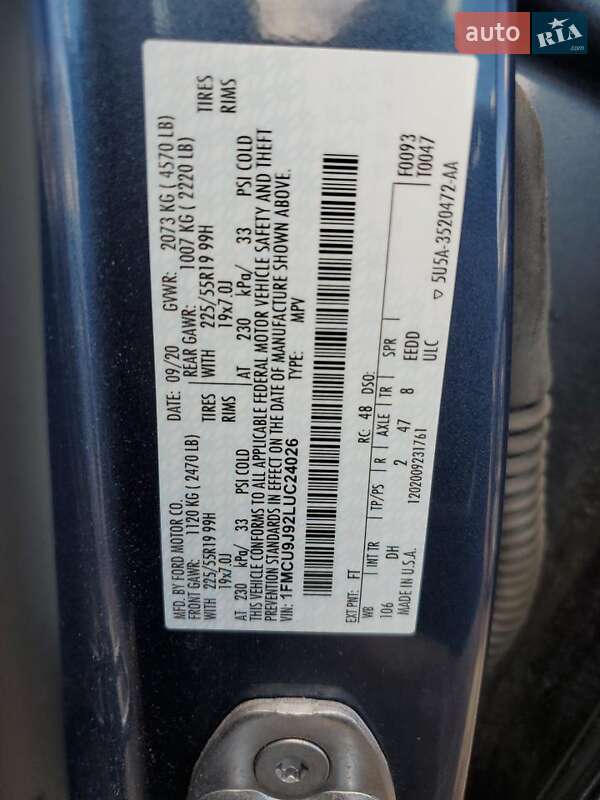 auto RIA .com
MFD. BY FORD MOTOR CO. DATE: 09/20 GVWR: 2073 KG ( 4570 LB)
FRONT GAWR: 1120 KG ( 2470 LB) REAR GAWR: 1007 KG ( 2220 LB)
WITH 225/55R19 99H TIRES WITH 225/55R19 99H TIRES
19x7.0J RIMS 19x7.0J RIMS
AT 230 kPa/ 33 PSI COLD AT 230 kPa/ 33 PSI COLD
THIS VEHICLE CONFORMS TO ALL APPLICABLE FEDERAL MOTOR VEHICLE SAFETY AND THEFT
PREVENTION STANDARDS IN EFFECT ON THE DATE OF MANUFACTURE SHOWN ABOVE.
VIN: 1FMCU9J92LUC24026 TYPE: MPV
EXT PNT: FT RC: 48 DSO: F0093
WB INT TR TP/PS R AXLE TR SPR T0047
106 DH 2 47 8 EEDD
MADE IN U.S.A. 1202009231761 ULC
▽ 5U5A-3520472-AA